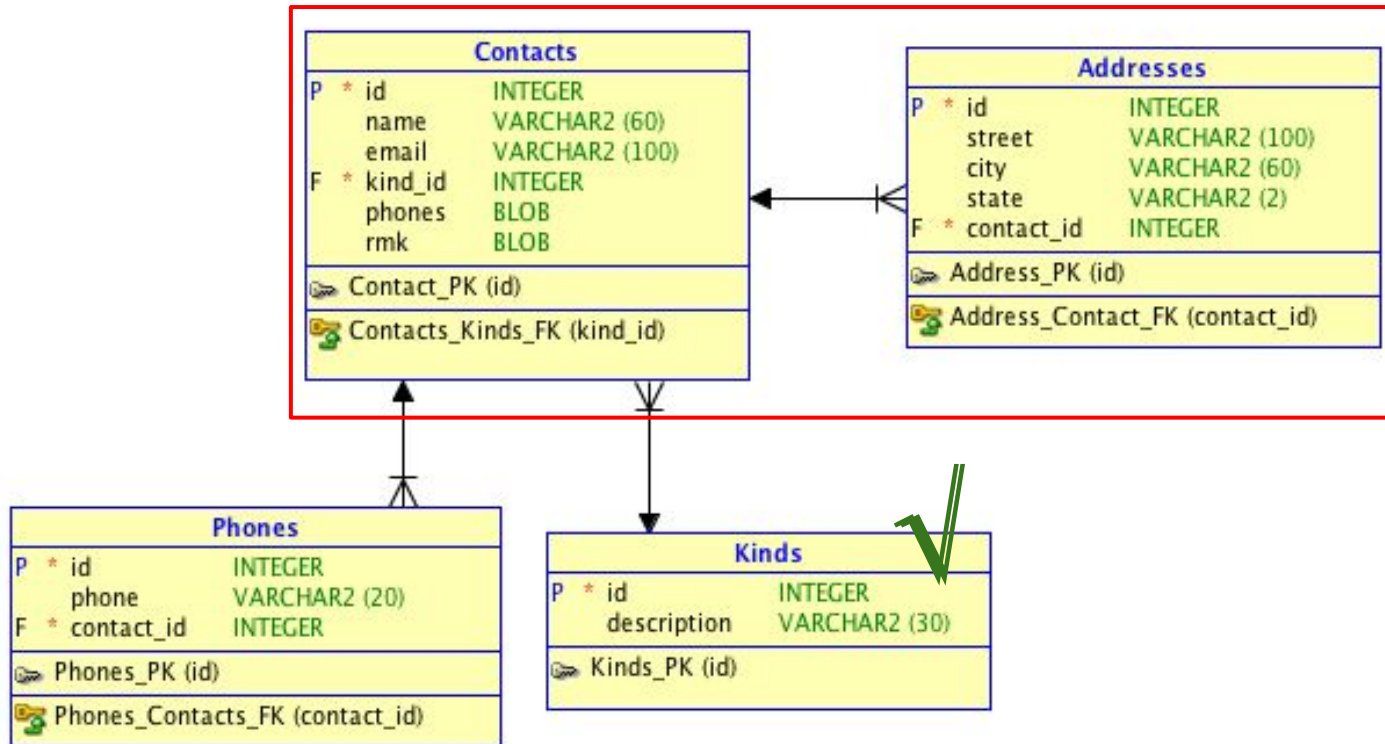 Contacts
P * id INTEGER
name VARCHAR2 (60)
email VARCHAR2 (100)
F * kind_id INTEGER
phones BLOB
rmk BLOB
Contact_PK (id)
Contacts_Kinds_FK (kind_id)
Addresses
P * id INTEGER
street VARCHAR2 (100)
city VARCHAR2 (60)
state VARCHAR2 (2)
F * contact_id INTEGER
Address_PK (id)
Address_Contact_FK (contact_id)
Phones
P * id INTEGER
phone VARCHAR2 (20)
F * contact_id INTEGER
Phones_PK (id)
Phones_Contacts_FK (contact_id)
Kinds
P * id INTEGER
description VARCHAR2 (30)
Kinds_PK (id)